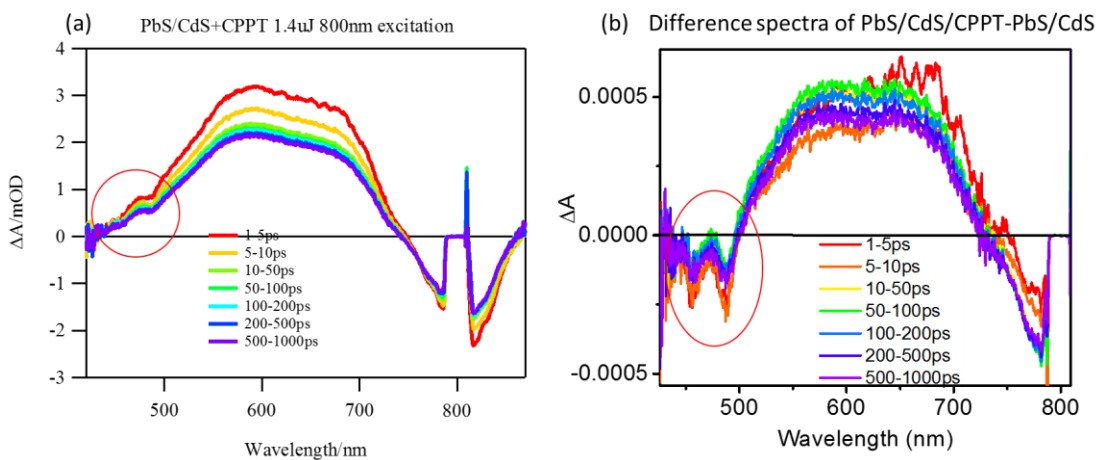 (a)
PbS/CdS+CPPT 1.4uJ 800nm excitation
4
3
2
1
0
-1
-2
-3
ΔA/mOD
1-5ps
5-10ps
10-50ps
50-100ps
100-200ps
200-500ps
500-1000ps
500
600
700
800
Wavelength/nm
(b) Difference spectra of PbS/CdS/CPPT-PbS/CdS
0.0005
0.0000
-0.0005
ΔA
1-5ps
5-10ps
10-50ps
50-100ps
100-200ps
200-500ps
500-1000ps
500
600
700
800
Wavelength (nm)